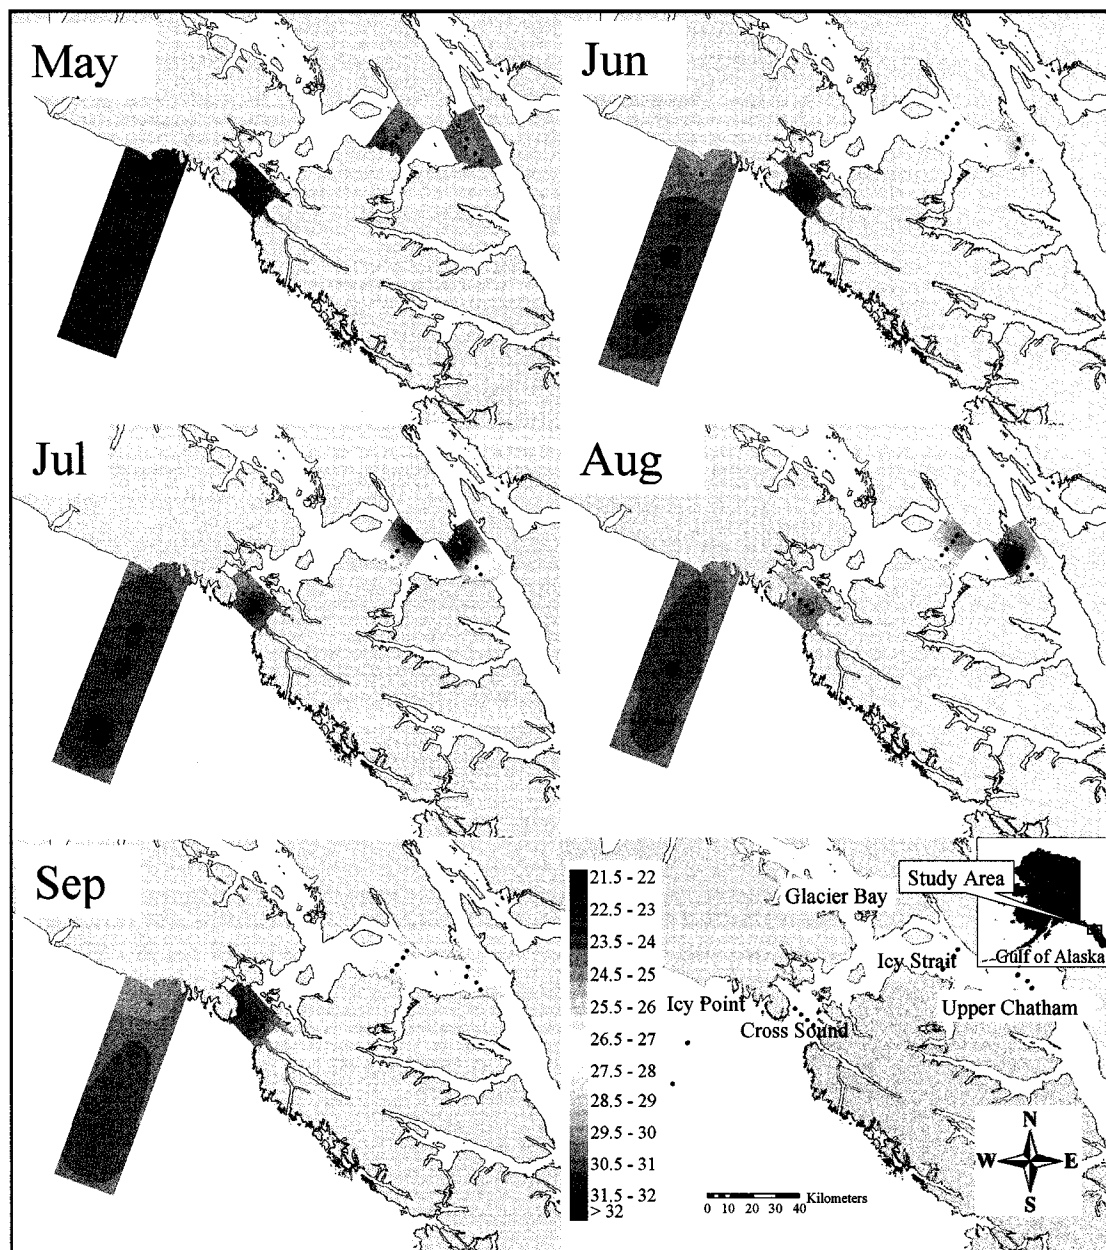 May
Jun
Jul
Aug
Sep
21.5 - 22
22.5 - 23
23.5 - 24
24.5 - 25
25.5 - 26
26.5 - 27
27.5 - 28
28.5 - 29
29.5 - 30
30.5 - 31
31.5 - 32
> 32
Glacier Bay
Study Area
Gulf of Alaska
Icy Strait
Icy Point
Upper Chatham
Cross Sound
N
W E
S
Kilometers
0 10 20 30 40